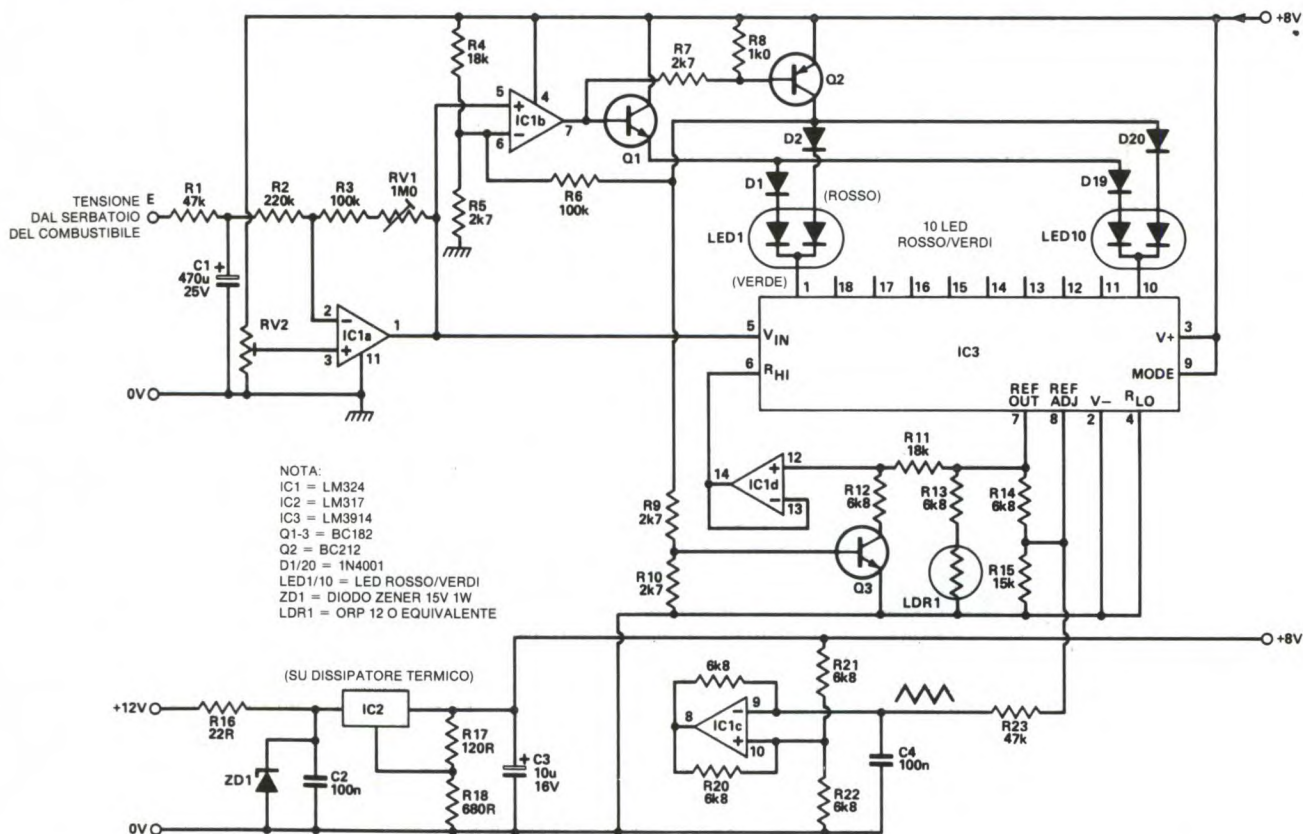 +8V
R4
18k
R7
2k7
R8
1k0
Q2
5
+
4
IC1b
7
6
−
Q1
D2
D20
TENSIONE E
DAL SERBATOIO
DEL COMBUSTIBILE
R1
47k
R2
220k
R3
100k
RV1
1M0
R5
2k7
R6
100k
D1
(ROSSO)
D19
LED1
10 LED
ROSSO/VERDI
LED10
C1
470u
25V
+
(VERDE)
1
18
17
16
15
14
13
12
11
10
RV2
2
−
IC1a
1
3
+
11
5
VIN
IC3
V+
3
6
RHI
MODE
9
0V
REF
OUT
REF
ADJ
V−
RLO
7
8
2
4
NOTA:
IC1 = LM324
IC2 = LM317
IC3 = LM3914
Q1-3 = BC182
Q2 = BC212
D1/20 = 1N4001
LED1/10 = LED ROSSO/VERDI
ZD1 = DIODO ZENER 15V 1W
LDR1 = ORP 12 O EQUIVALENTE
14
IC1d
+
12
−
13
R11
18k
R12
6k8
R13
6k8
R14
6k8
R9
2k7
R10
2k7
Q3
LDR1
R15
15k
+8V
(SU DISSIPATORE TERMICO)
+12V
R16
22R
IC2
R17
120R
C3
10u
16V
+
ZD1
C2
100n
R18
680R
0V
6k8
8
IC1c
−
9
+
10
R20
6k8
R21
6k8
R22
6k8
C4
100n
R23
47k